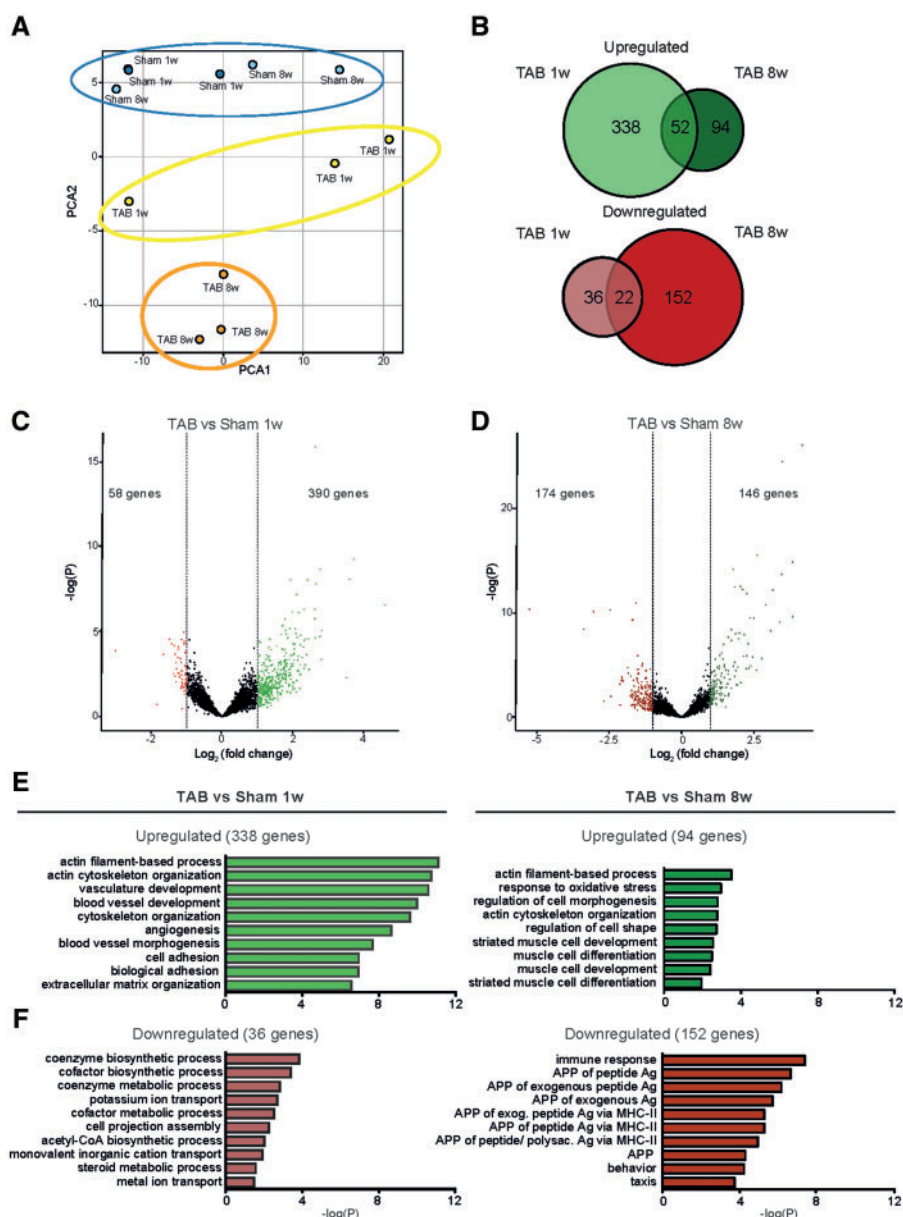 A
Sham 1w
Sham 1w
Sham 8w
Sham 1w
Sham 8w
Sham 8w
TAB 1w
TAB 1w
TAB 1w
TAB 8w
TAB 8w
TAB 8w
5
0
-5
-10
PCA2
-10
0
10
20
PCA1
B
Upregulated
TAB 1w
TAB 8w
338
52
94
Downregulated
TAB 1w
TAB 8w
36
22
152
C
TAB vs Sham 1w
58 genes
390 genes
15
10
5
0
-log(P)
-2
0
2
4
Log2 (fold change)
D
TAB vs Sham 8w
174 genes
146 genes
20
10
0
-log(P)
-5
-2.5
0
2.5
Log2 (fold change)
E
TAB vs Sham 1w
Upregulated (338 genes)
actin filament-based process
actin cytoskeleton organization
vasculature development
blood vessel development
cytoskeleton organization
angiogenesis
blood vessel morphogenesis
cell adhesion
biological adhesion
extracellular matrix organization
0
4
8
12
TAB vs Sham 8w
Upregulated (94 genes)
actin filament-based process
response to oxidative stress
regulation of cell morphogenesis
actin cytoskeleton organization
regulation of cell shape
striated muscle cell development
muscle cell differentiation
muscle cell development
striated muscle cell differentiation
0
4
8
12
F
Downregulated (36 genes)
coenzyme biosynthetic process
cofactor biosynthetic process
coenzyme metabolic process
potassium ion transport
cofactor metabolic process
cell projection assembly
acetyl-CoA biosynthetic process
monovalent inorganic cation transport
steroid metabolic process
metal ion transport
0
4
8
12
-log(P)
Downregulated (152 genes)
immune response
APP of peptide Ag
APP of exogenous peptide Ag
APP of exogenous Ag
APP of exog. peptide Ag via MHC-II
APP of peptide Ag via MHC-II
APP of peptide/ polysac. Ag via MHC-II
APP
behavior
taxis
0
4
8
12
-log(P)